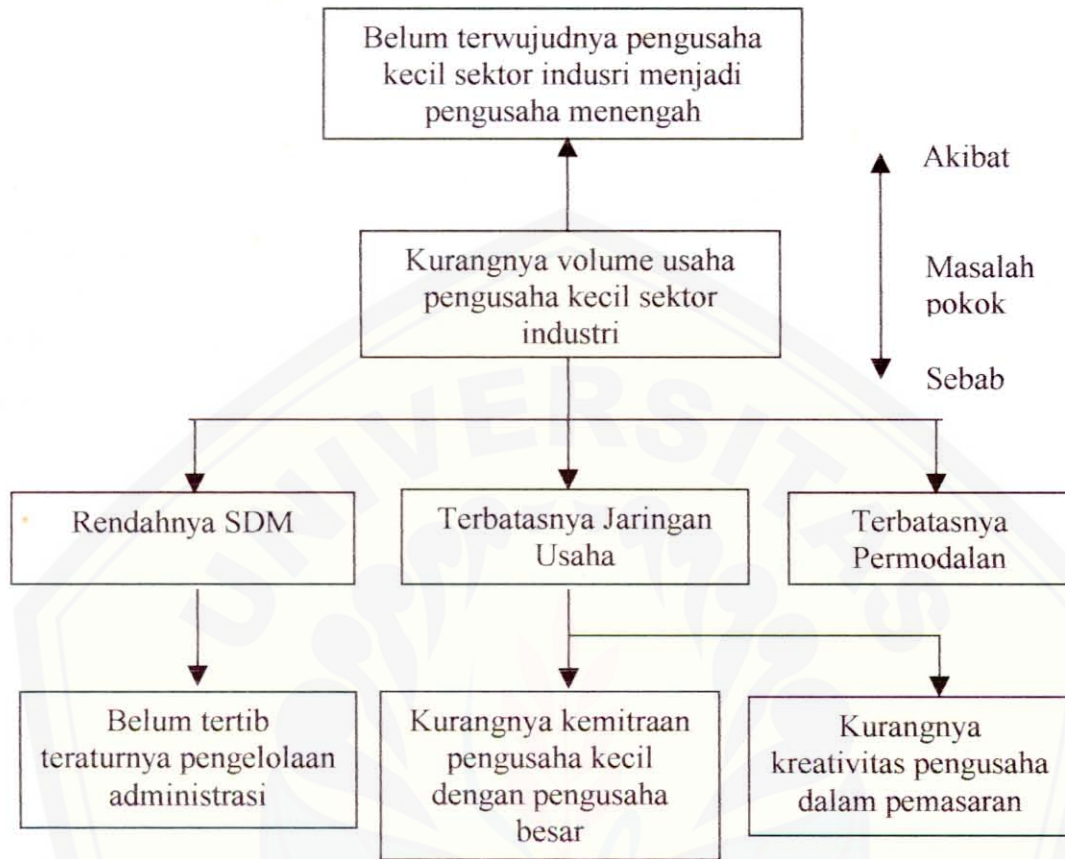 Belum terwujudnya pengusaha
kecil sektor indusri menjadi
pengusaha menengah
Akibat
Kurangnya volume usaha
pengusaha kecil sektor
industri
Masalah
pokok
Sebab
Rendahnya SDM
Terbatasnya Jaringan
Usaha
Terbatasnya
Permodalan
Belum tertib
teraturnya pengelolaan
administrasi
Kurangnya kemitraan
pengusaha kecil
dengan pengusaha
besar
Kurangnya
kreativitas pengusaha
dalam pemasaran
UNIVERSITAS